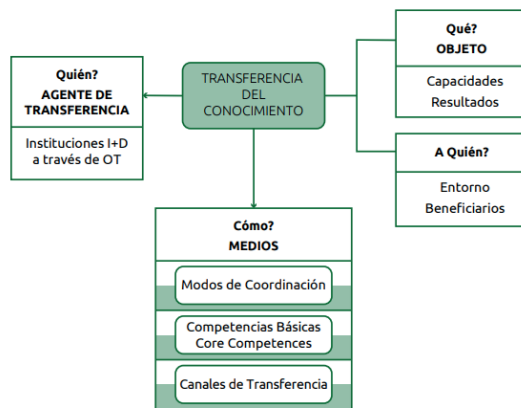 TRANSFERENCIA
DEL
CONOCIMIENTO
Quién?
AGENTE DE
TRANSFERENCIA
Instituciones I+D
a través de OT
Qué?
OBJETO
Capacidades
Resultados
A Quién?
Entorno
Beneficiarios
Cómo?
MEDIOS
Modos de Coordinación
Competencias Básicas
Core Competences
Canales de Transferencia